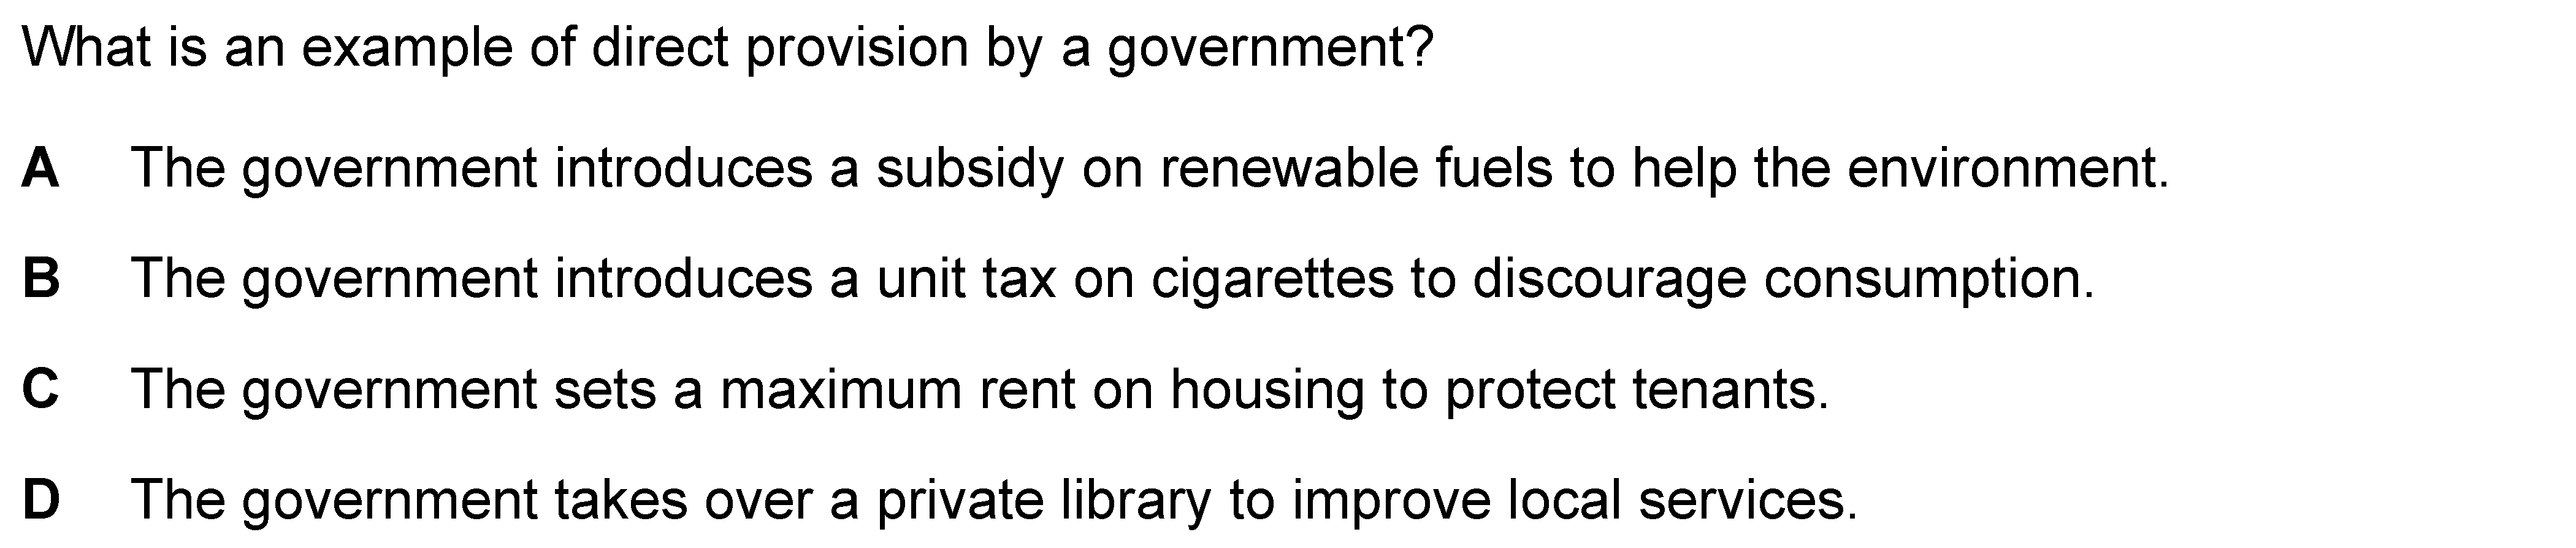 What is an example of direct provision by a government?
A The government introduces a subsidy on renewable fuels to help the environment.
B The government introduces a unit tax on cigarettes to discourage consumption.
C The government sets a maximum rent on housing to protect tenants.
D The government takes over a private library to improve local services.